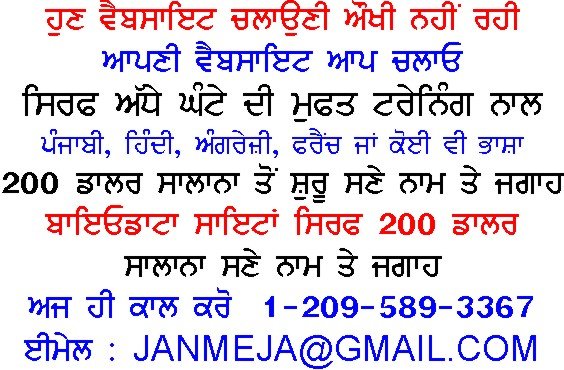 ਹੁਣ ਵੈਬਸਾਇਟ ਚਲਾਉਣੀ ਔਖੀ ਨਹੀਂ ਰਹੀ
ਆਪਣੀ ਵੈਬਸਾਇਟ ਆਪ ਚਲਾਓ
ਸਿਰਫ ਅੱਧੇ ਘੰਟੇ ਦੀ ਮੁਫਤ ਟਰੇਨਿੰਗ ਨਾਲ
ਪੰਜਾਬੀ, ਹਿੰਦੀ, ਅੰਗਰੇਜ਼ੀ, ਫਰੈਂਚ ਜਾਂ ਕੋਈ ਵੀ ਭਾਸ਼ਾ
200 ਡਾਲਰ ਸਾਲਾਨਾ ਤੋਂ ਸ਼ੁਰੂ ਸਣੇ ਨਾਮ ਤੇ ਜਗਾਹ
ਬਾਇਓਡਾਟਾ ਸਾਇਟਾਂ ਸਿਰਫ 200 ਡਾਲਰ
ਸਾਲਾਨਾ ਸਣੇ ਨਾਮ ਤੇ ਜਗਾਹ
ਅਜ ਹੀ ਕਾਲ ਕਰੋ 1-209-589-3367
ਈਮੇਲ : JANMEJA@GMAIL.COM